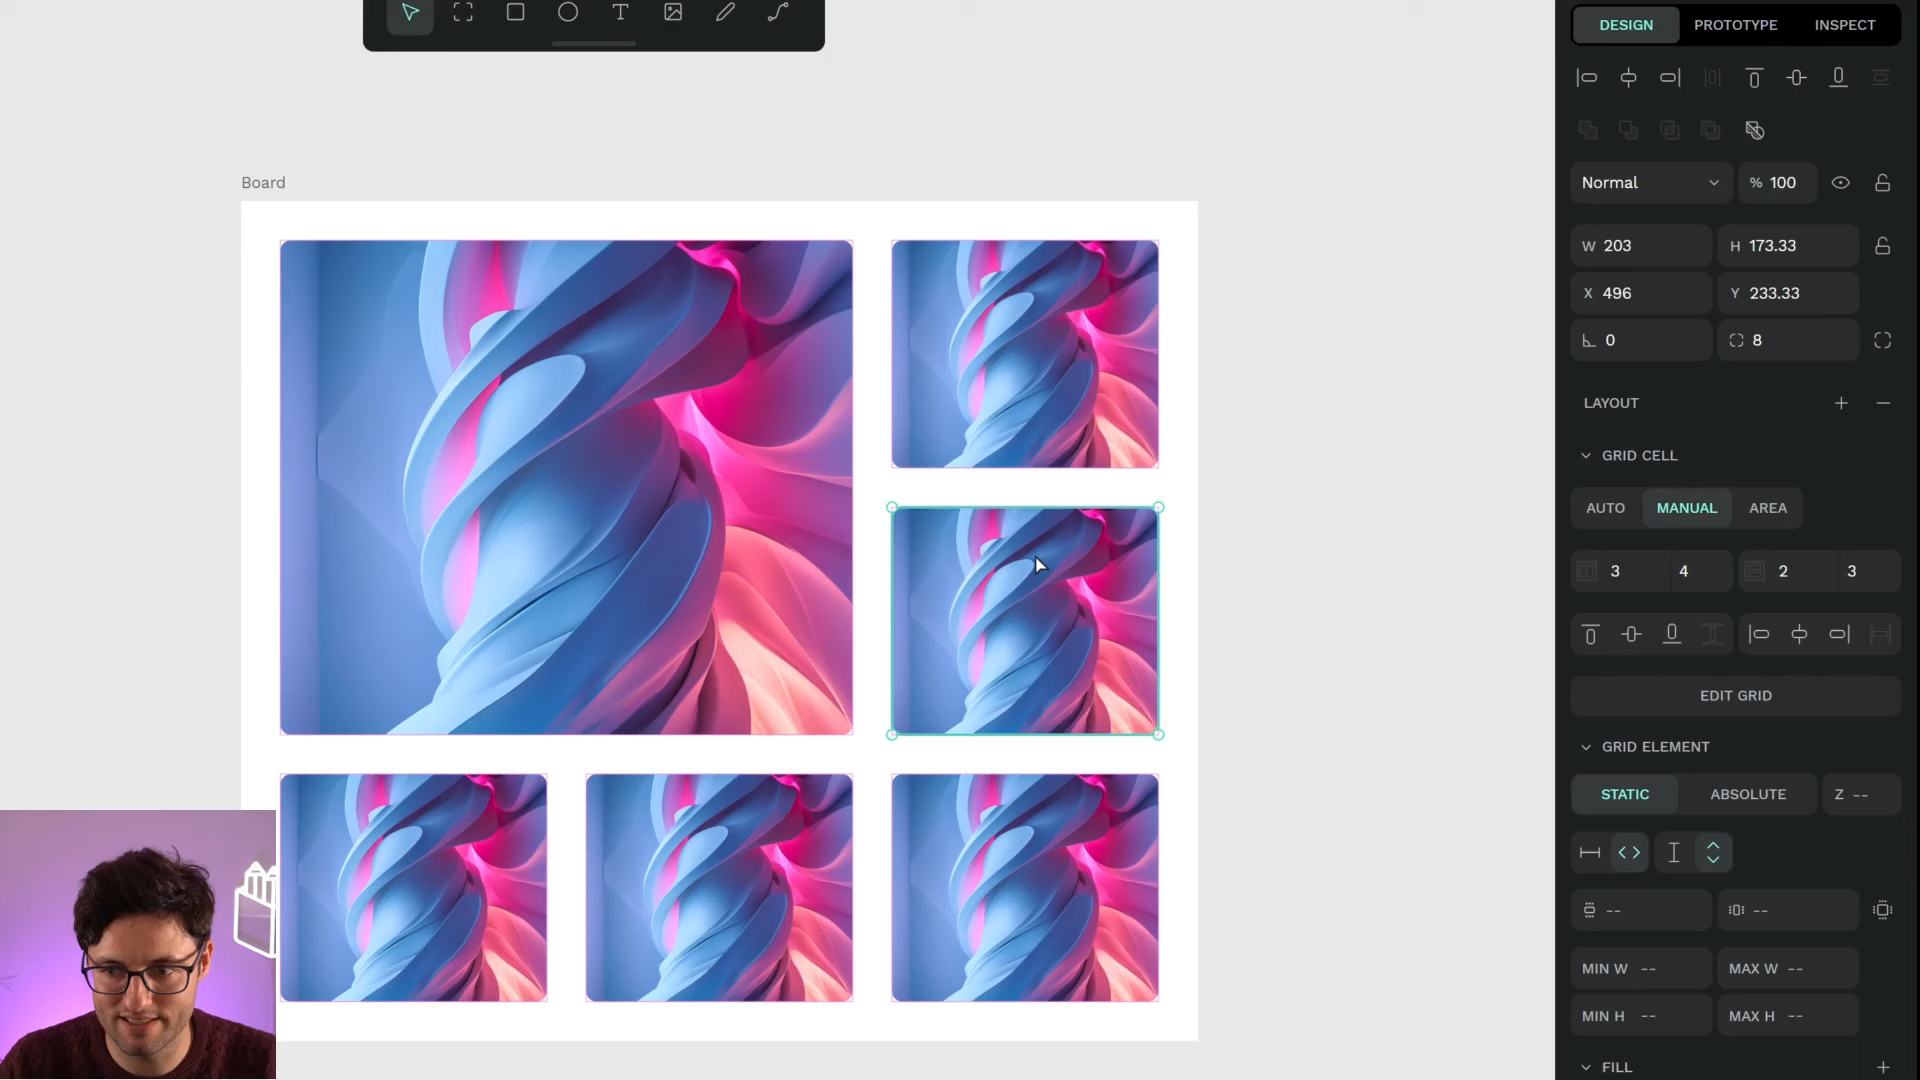 DESIGN PROTOTYPE INSPECT
Board
Normal % 100
W 203 H 173.33
X 496 Y 233.33
0 8
LAYOUT
GRID CELL
AUTO MANUAL AREA
3 4 2 3
EDIT GRID
GRID ELEMENT
STATIC ABSOLUTE Z --
-- --
MIN W -- MAX W --
MIN H -- MAX H --
FILL